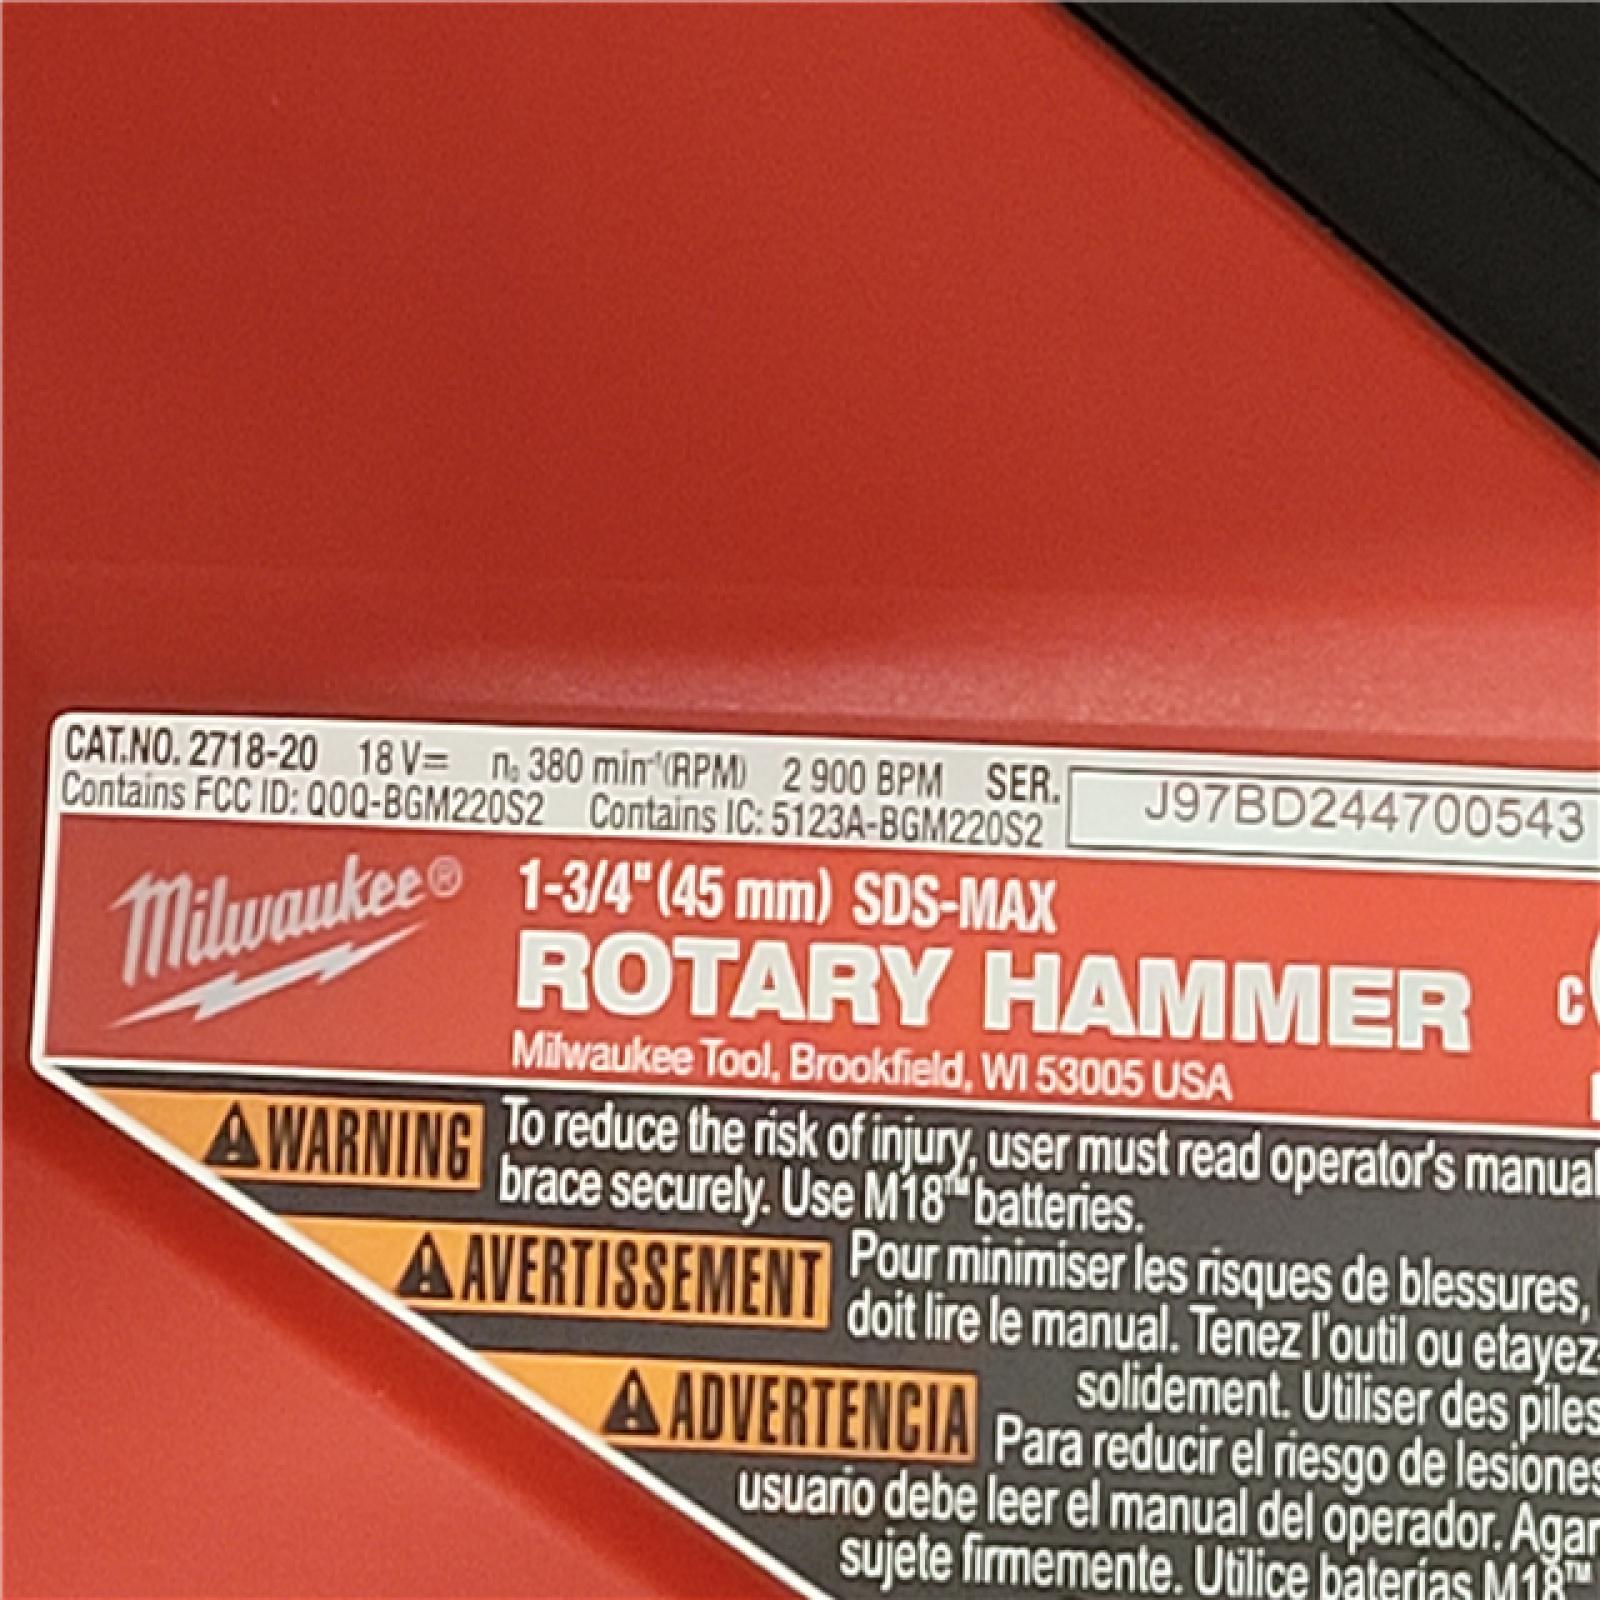 CAT.NO. 2718-20 18 V⎓ n₀ 380 min⁻¹(RPM) 2 900 BPM SER. J97BD244700543
Contains FCC ID: QOQ-BGM220S2 Contains IC: 5123A-BGM220S2
Milwaukee®
1-3/4" (45 mm) SDS-MAX
ROTARY HAMMER
Milwaukee Tool, Brookfield, WI 53005 USA
C
WARNING To reduce the risk of injury, user must read operator's manual
brace securely. Use M18™ batteries.
AVERTISSEMENT Pour minimiser les risques de blessures,
doit lire le manual. Tenez l'outil ou etayez-
solidement. Utiliser des piles
ADVERTENCIA Para reducir el riesgo de lesiones
usuario debe leer el manual del operador. Agar
sujete firmemente. Utilice baterías M18™